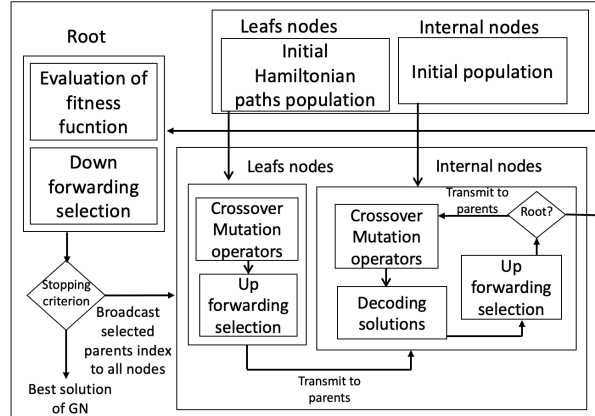 Root
Evaluation of
fitness
fucntion
Down
forwarding
selection
Stopping
criterion
Broadcast
selected
parents index
to all nodes
Best solution
of GN
Leafs nodes
Initial
Hamiltonian
paths population
Internal nodes
Initial population
Leafs nodes
Crossover
Mutation
operators
Up
forwarding
selection
Transmit to
parents
Internal nodes
Crossover
Mutation
operators
Decoding
solutions
Up
forwarding
selection
Root?
Transmit to
parents